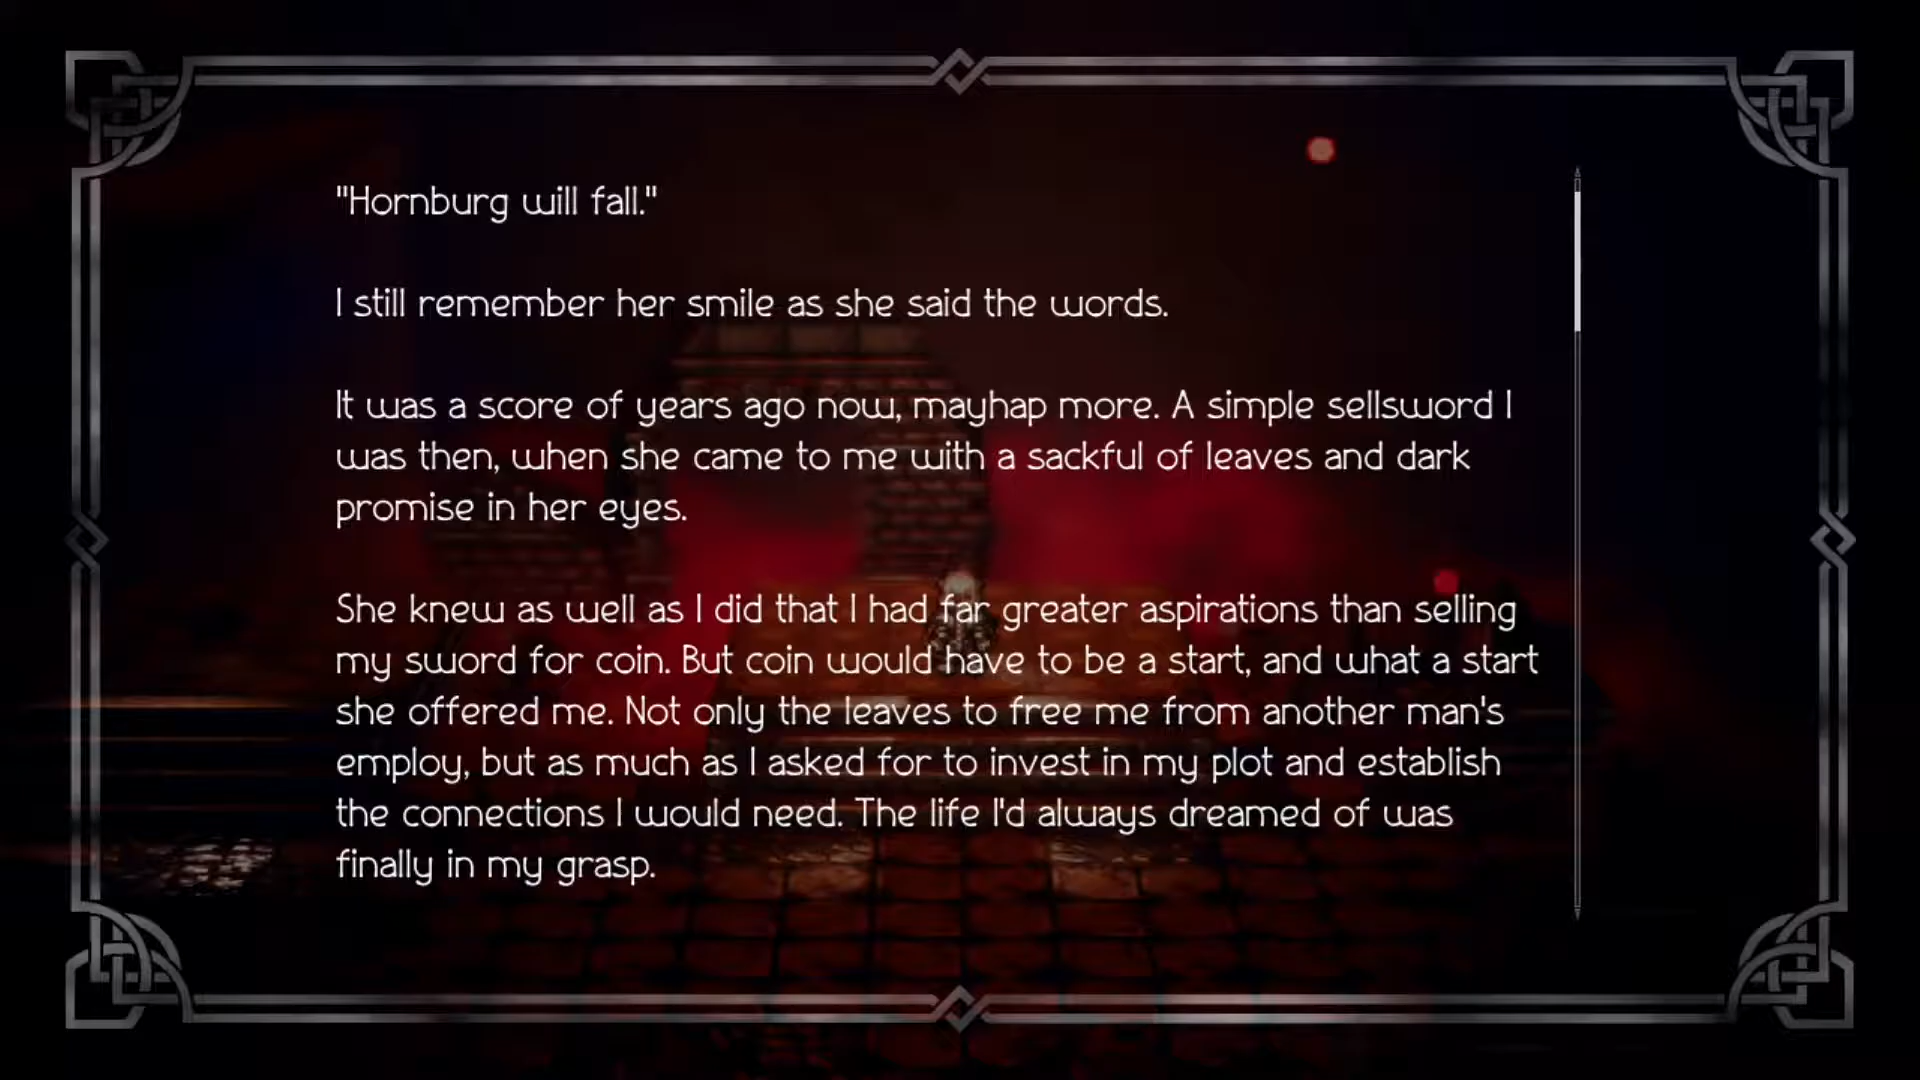 "Hornburg will fall."
I still remember her smile as she said the words.
It was a score of years ago now, mayhap more. A simple sellsword I
was then, when she came to me with a sackful of leaves and dark
promise in her eyes.
She knew as well as I did that I had far greater aspirations than selling
my sword for coin. But coin would have to be a start, and what a start
she offered me. Not only the leaves to free me from another man's
employ, but as much as I asked for to invest in my plot and establish
the connections I would need. The life I'd always dreamed of was
finally in my grasp.